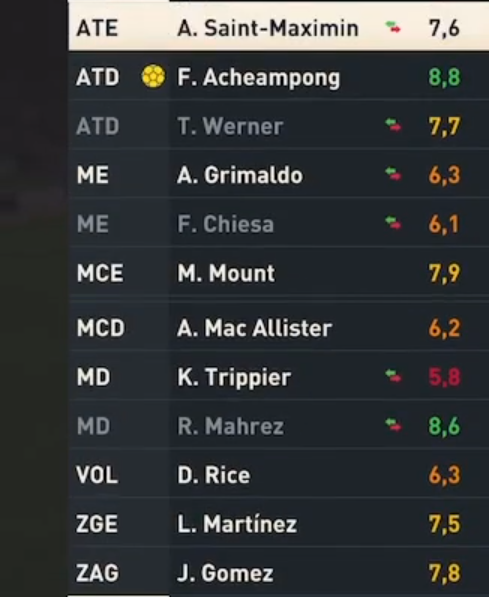 ATE A. Saint-Maximin 7,6
ATD F. Acheampong 8,8
ATD T. Werner 7,7
ME A. Grimaldo 6,3
ME F. Chiesa 6,1
MCE M. Mount 7,9
MCD A. Mac Allister 6,2
MD K. Trippier 5,8
MD R. Mahrez 8,6
VOL D. Rice 6,3
ZGE L. Martínez 7,5
ZAG J. Gomez 7,8